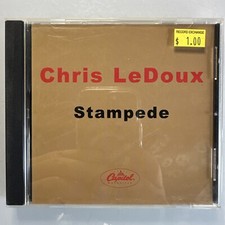 RECORD EXCHANGE
$ 1.00
Chris LeDoux
Stampede
Capitol